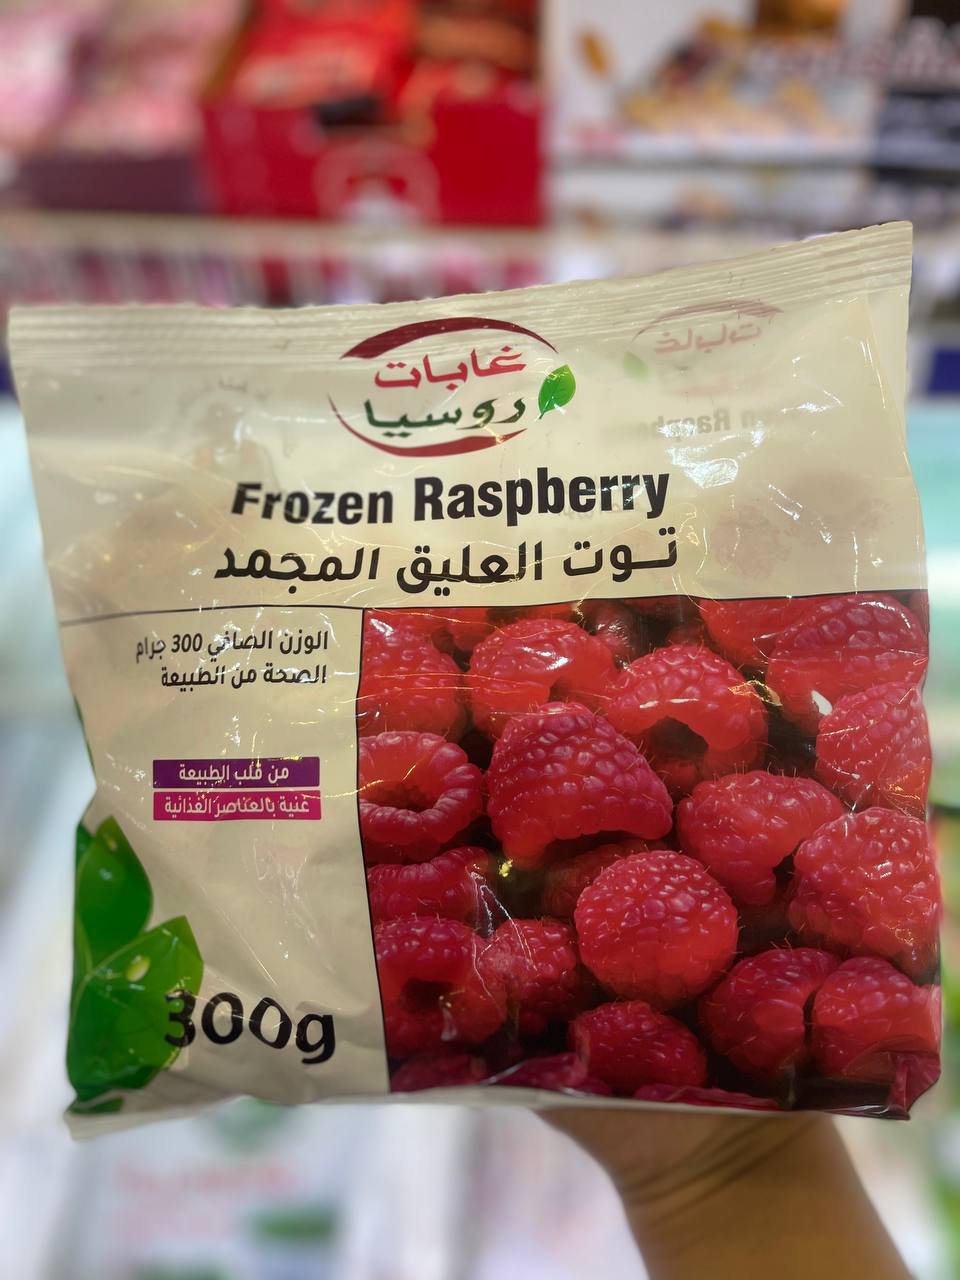 غابات
روسيا
Frozen Raspberry
توت العليق المجمد
الوزن الصافي 300 جرام
الصحة من الطبيعة
من قلب الطبيعة
غنية بالعناصر الغذائية
300g